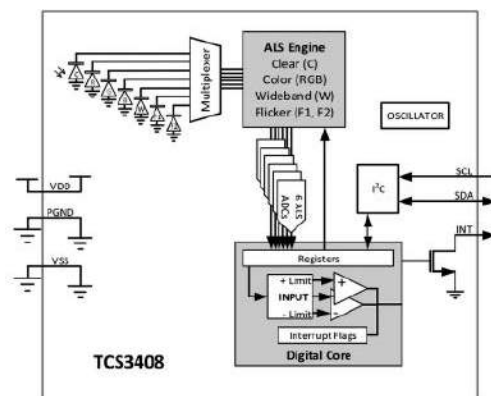 ALS Engine
Clear (C)
Color (RGB)
Wideband (W)
Flicker (F1, F2)
Multiplexer
OSCILLATOR
6 ALS
ADCs
I²C
SCL
SDA
INT
VDD
PGND
VSS
Registers
+ Limit
INPUT
- Limit
+
-
Interrupt Flags
Digital Core
TCS3408